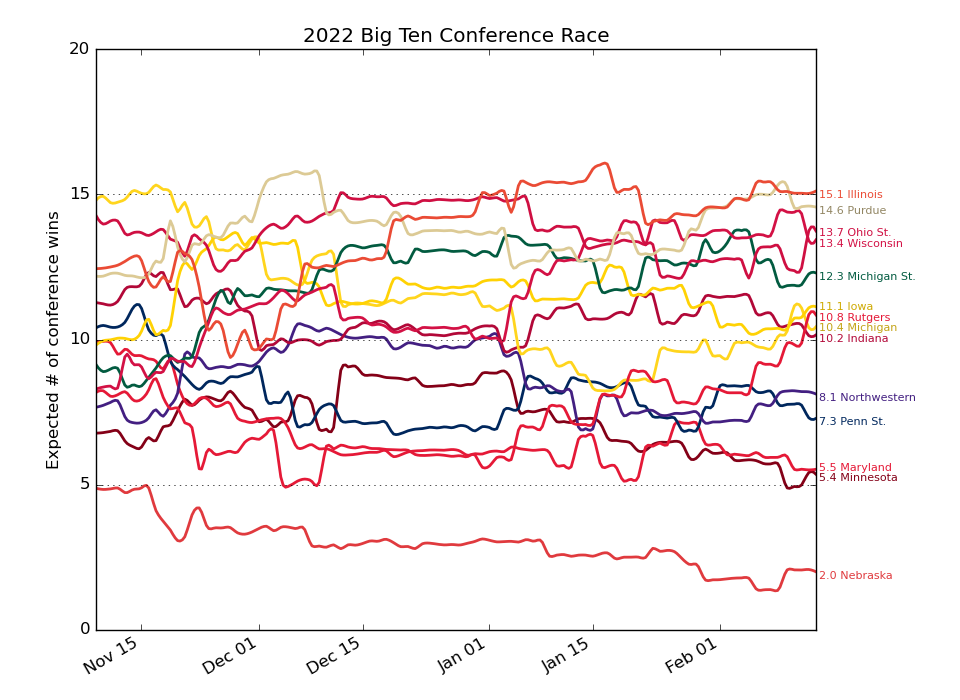 2022 Big Ten Conference Race
Expected # of conference wins
20
15
10
5
0
Nov 15
Dec 01
Dec 15
Jan 01
Jan 15
Feb 01
15.1 Illinois
14.6 Purdue
13.7 Ohio St.
13.4 Wisconsin
12.3 Michigan St.
11.1 Iowa
10.8 Rutgers
10.4 Michigan
10.2 Indiana
8.1 Northwestern
7.3 Penn St.
5.5 Maryland
5.4 Minnesota
2.0 Nebraska